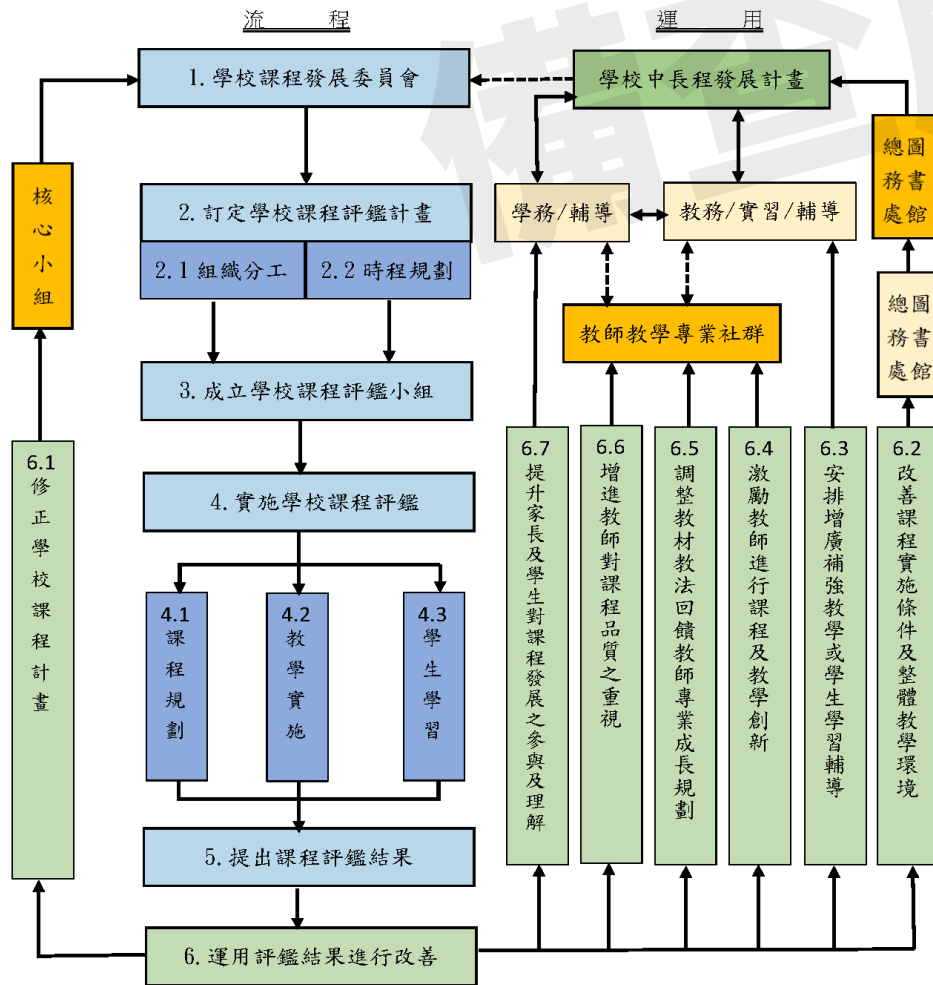 流程
運用
1.學校課程發展委員會
學校中長程發展計畫
核心小組
2.訂定學校課程評鑑計畫
2.1 組織分工
2.2 時程規劃
學務/輔導
教務/實習/輔導
總務處
圖書館
教師教學專業社群
總務處
圖書館
3.成立學校課程評鑑小組
4.實施學校課程評鑑
4.1
課程規劃
4.2
教學實施
4.3
學生學習
5.提出課程評鑑結果
6.運用評鑑結果進行改善
6.1
修正學校課程計畫
6.7
提升家長及學生對課程發展之參與及理解
6.6
增進教師對課程品質之重視
6.5
調整教材教法回饋教師專業成長規劃
6.4
激勵教師進行課程及教學創新
6.3
安排增廣補強教學或學生學習輔導
6.2
改善課程實施條件及整體教學環境
備查